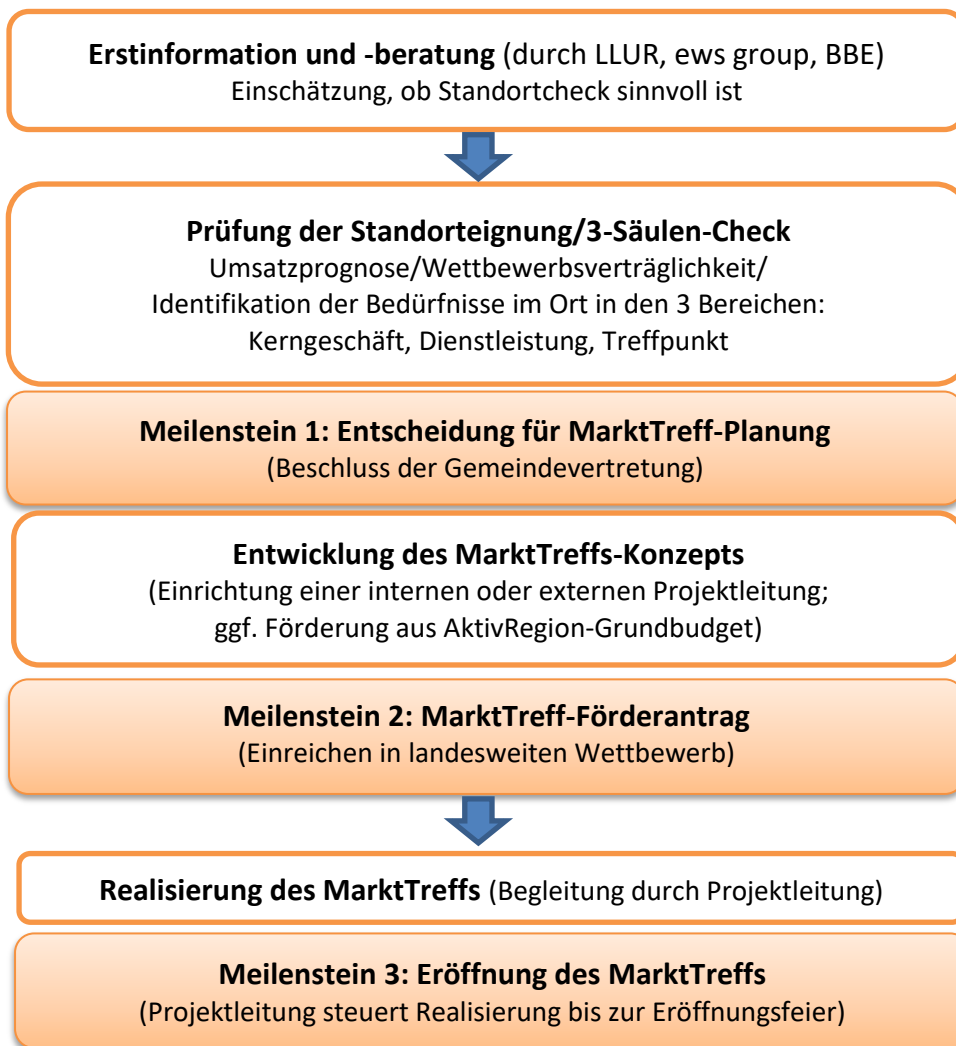 Erstinformation und -beratung (durch LLUR, ews group, BBE)
Einschätzung, ob Standortcheck sinnvoll ist
Prüfung der Standorteignung/3-Säulen-Check
Umsatzprognose/Wettbewerbsverträglichkeit/
Identifikation der Bedürfnisse im Ort in den 3 Bereichen:
Kerngeschäft, Dienstleistung, Treffpunkt
Meilenstein 1: Entscheidung für MarktTreff-Planung
(Beschluss der Gemeindevertretung)
Entwicklung des MarktTreffs-Konzepts
(Einrichtung einer internen oder externen Projektleitung;
ggf. Förderung aus AktivRegion-Grundbudget)
Meilenstein 2: MarktTreff-Förderantrag
(Einreichen in landesweiten Wettbewerb)
Realisierung des MarktTreffs (Begleitung durch Projektleitung)
Meilenstein 3: Eröffnung des MarktTreffs
(Projektleitung steuert Realisierung bis zur Eröffnungsfeier)